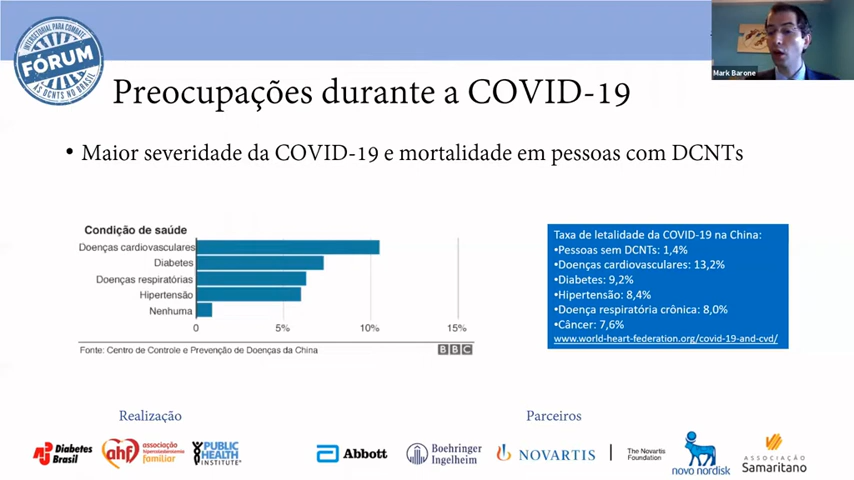 INTERSETORIAL PARA COMBATE
FÓRUM
AS DCNTS NO BRASIL
Mark Barone
Preocupações durante a COVID-19
• Maior severidade da COVID-19 e mortalidade em pessoas com DCNTs
Condição de saúde
Doenças cardiovasculares
Diabetes
Doenças respiratórias
Hipertensão
Nenhuma
0 5% 10% 15%
Fonte: Centro de Controle e Prevenção de Doenças da China
BBC
Taxa de letalidade da COVID-19 na China:
•Pessoas sem DCNTs: 1,4%
•Doenças cardiovasculares: 13,2%
•Diabetes: 9,2%
•Hipertensão: 8,4%
•Doença respiratória crônica: 8,0%
•Câncer: 7,6%
www.world-heart-federation.org/covid-19-and-cvd/
Realização
Parceiros
Diabetes
Brasil
ahf
associação
hipercolesterolemia
familiar
PUBLIC
HEALTH
INSTITUTE®
Abbott
Boehringer
Ingelheim
NOVARTIS
The Novartis
Foundation
novo nordisk
ASSOCIAÇÃO
Samaritano